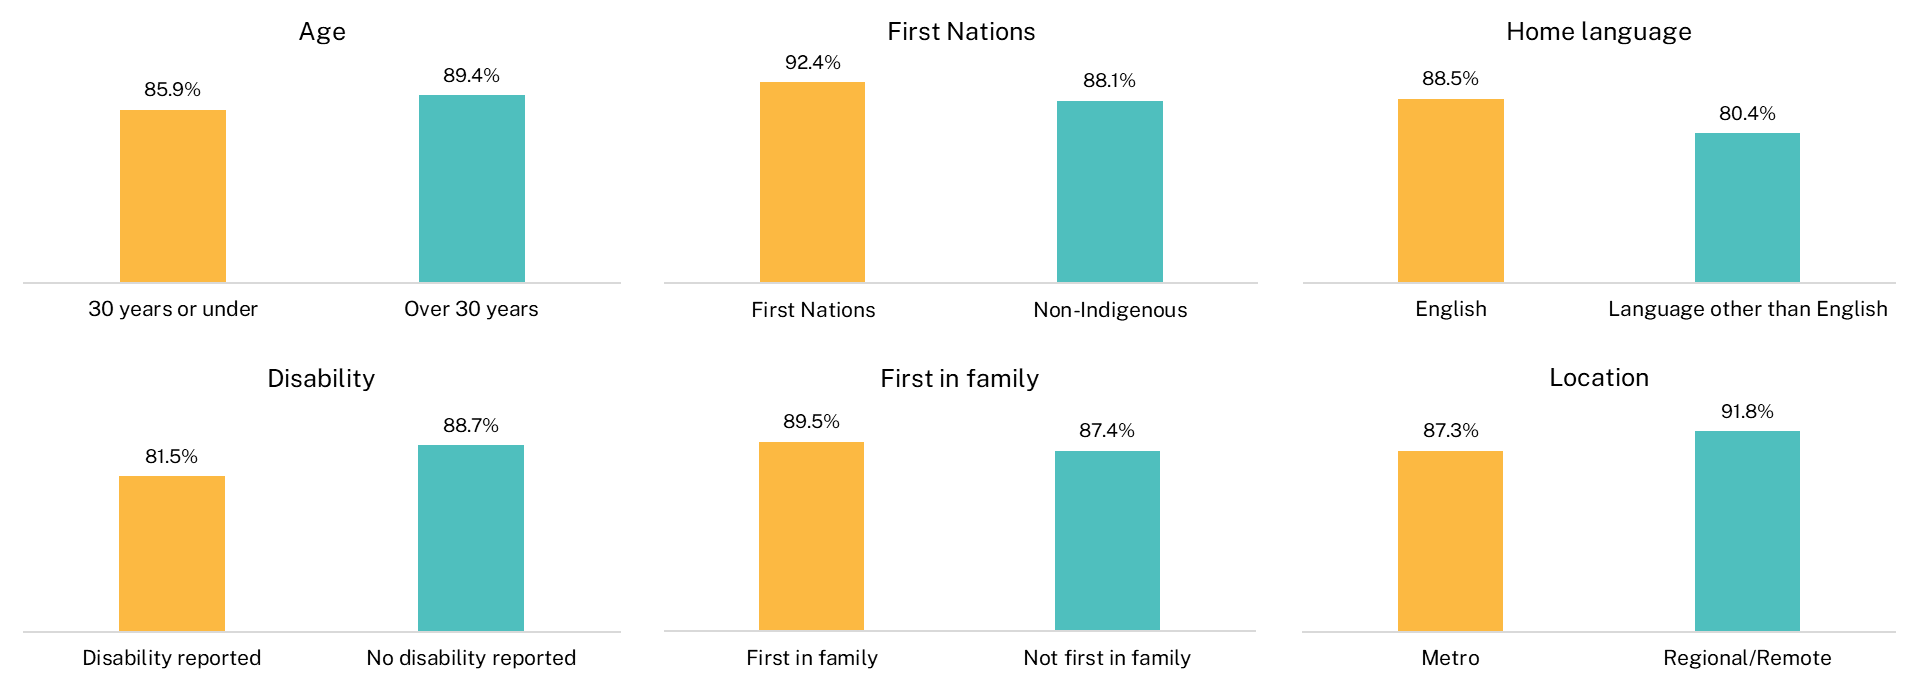 Age
85.9%
89.4%
30 years or under
Over 30 years
First Nations
92.4%
88.1%
First Nations
Non-Indigenous
Home language
88.5%
80.4%
English
Language other than English
Disability
81.5%
88.7%
Disability reported
No disability reported
First in family
89.5%
87.4%
First in family
Not first in family
Location
87.3%
91.8%
Metro
Regional/Remote